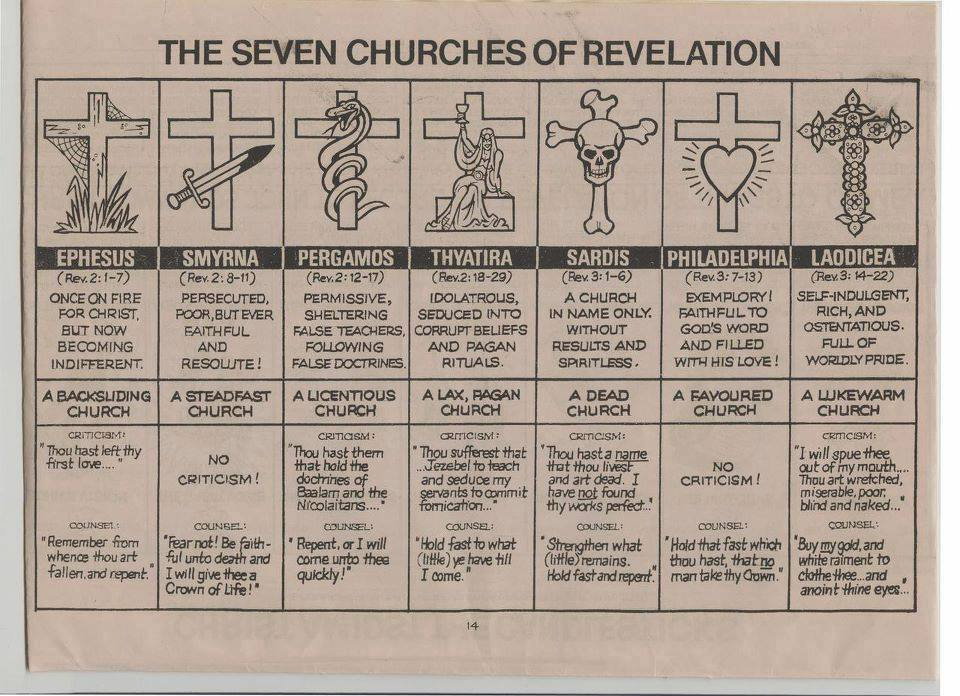 THE SEVEN CHURCHES OF REVELATION
EPHESUS
(Rev. 2: 1-7)
ONCE ON FIRE
FOR CHRIST,
BUT NOW
BECOMING
INDIFFERENT.
SMYRNA
(Rev. 2: 8-11)
PERSECUTED,
POOR, BUT EVER
FAITHFUL
AND
RESOLUTE!
PERGAMOS
(Rev. 2: 12-17)
PERMISSIVE,
SHELTERING
FALSE TEACHERS,
FOLLOWING
FALSE DOCTRINES.
THYATIRA
(Rev. 2: 18-29)
IDOLATROUS,
SEDUCED INTO
CORRUPT BELIEFS
AND PAGAN
RITUALS.
SARDIS
(Rev. 3: 1-6)
A CHURCH
IN NAME ONLY.
WITHOUT
RESULTS AND
SPIRITLESS.
PHILADELPHIA
(Rev. 3: 7-13)
EXEMPLORY!
FAITHFUL TO
GOD'S WORD
AND FILLED
WITH HIS LOVE!
LAODICEA
(Rev. 3: 14-22)
SELF-INDULGENT,
RICH, AND
OSTENTATIOUS.
FULL OF
WORLDLY PRIDE.
A BACKSLIDING
CHURCH
A STEADFAST
CHURCH
A LICENTIOUS
CHURCH
A LAX, PAGAN
CHURCH
A DEAD
CHURCH
A FAVOURED
CHURCH
A LUKEWARM
CHURCH
CRITICISM:
"Thou hast left thy
first love...."
COUNSEL:
"Remember from
whence thou art
fallen, and repent."
NO
CRITICISM!
COUNSEL:
"Fear not! Be faith-
ful unto death and
I will give thee a
Crown of Life!"
CRITICISM:
"Thou hast them
that hold the
doctrines of
Baalam and the
Nicolaitans...."
COUNSEL:
"Repent, or I will
come unto thee
quickly!"
CRITICISM:
"Thou sufferest that
...Jezebel to teach
and seduce my
servants to commit
fornication..."
COUNSEL:
"Hold fast to what
(little) ye have till
I come."
CRITICISM:
"Thou hast a name
that thou livest
and art dead. I
have not found
thy works perfect..."
COUNSEL:
"Strengthen what
(little) remains.
Hold fast and repent."
NO
CRITICISM!
COUNSEL:
"Hold that fast which
thou hast, that no
man take thy Crown."
CRITICISM:
"I will spue thee
out of my mouth....
Thou art wretched,
miserable, poor,
blind and naked..."
COUNSEL:
"Buy my gold, and
white raiment to
clothe thee...and
anoint thine eyes..."
14